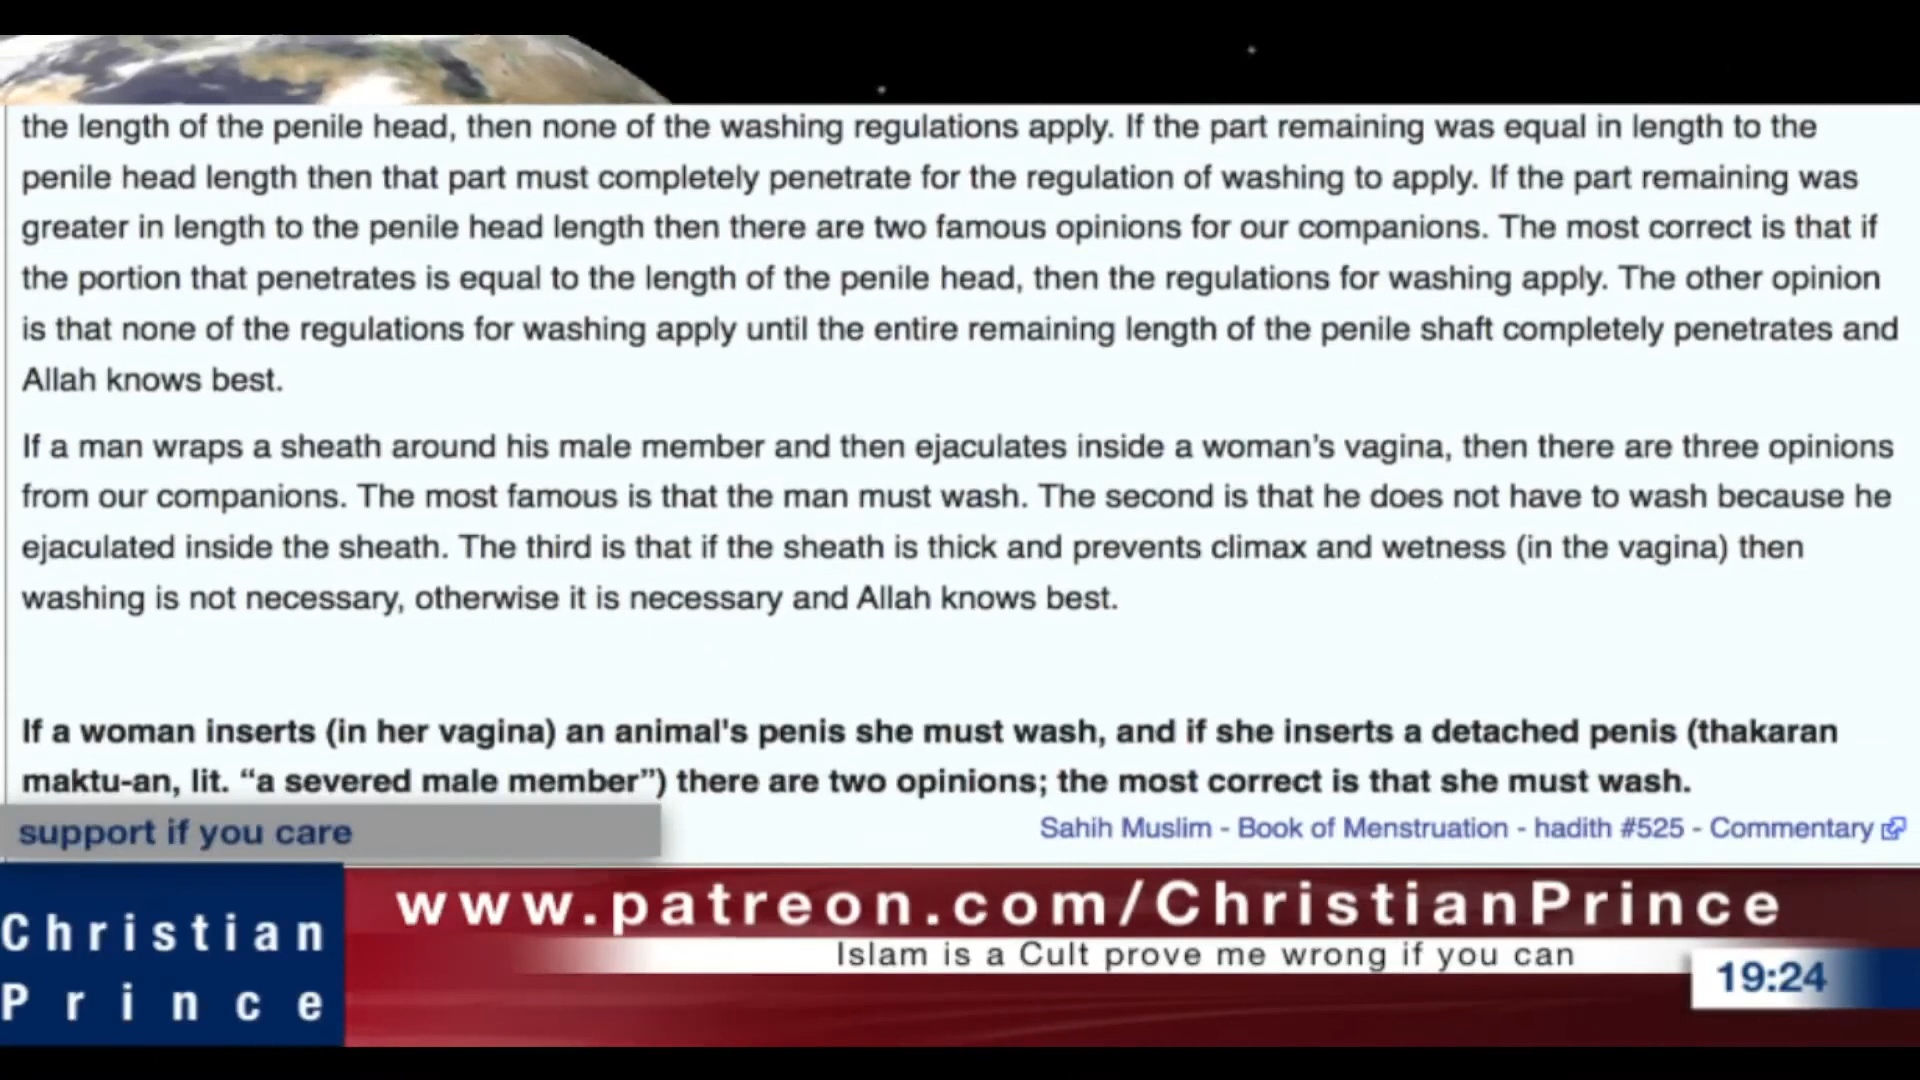 the length of the penile head, then none of the washing regulations apply. If the part remaining was equal in length to the
penile head length then that part must completely penetrate for the regulation of washing to apply. If the part remaining was
greater in length to the penile head length then there are two famous opinions for our companions. The most correct is that if
the portion that penetrates is equal to the length of the penile head, then the regulations for washing apply. The other opinion
is that none of the regulations for washing apply until the entire remaining length of the penile shaft completely penetrates and
Allah knows best.
If a man wraps a sheath around his male member and then ejaculates inside a woman's vagina, then there are three opinions
from our companions. The most famous is that the man must wash. The second is that he does not have to wash because he
ejaculated inside the sheath. The third is that if the sheath is thick and prevents climax and wetness (in the vagina) then
washing is not necessary, otherwise it is necessary and Allah knows best.
If a woman inserts (in her vagina) an animal's penis she must wash, and if she inserts a detached penis (thakaran
maktu-an, lit. “a severed male member”) there are two opinions; the most correct is that she must wash.
Sahih Muslim - Book of Menstruation - hadith #525 - Commentary
support if you care
Christian
Prince
www.patreon.com/ChristianPrince
Islam is a Cult prove me wrong if you can
19:24